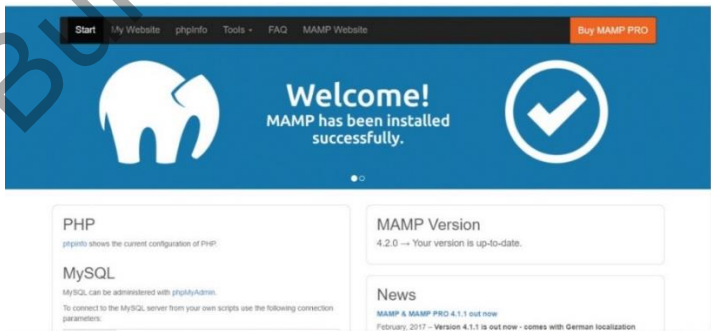 Start My Website phpInfo Tools FAQ MAMP Website Buy MAMP PRO
Welcome!
MAMP has been installed
successfully.
PHP
phpinfo shows the current configuration of PHP.
MySQL
MySQL can be administered with phpMyAdmin.
To connect to the MySQL server from your own scripts use the following connection
parameters:
MAMP Version
4.2.0 → Your version is up-to-date.
News
MAMP & MAMP PRO 4.1.1 out now
February, 2017 – Version 4.1.1 is out now - comes with German localization
Bu